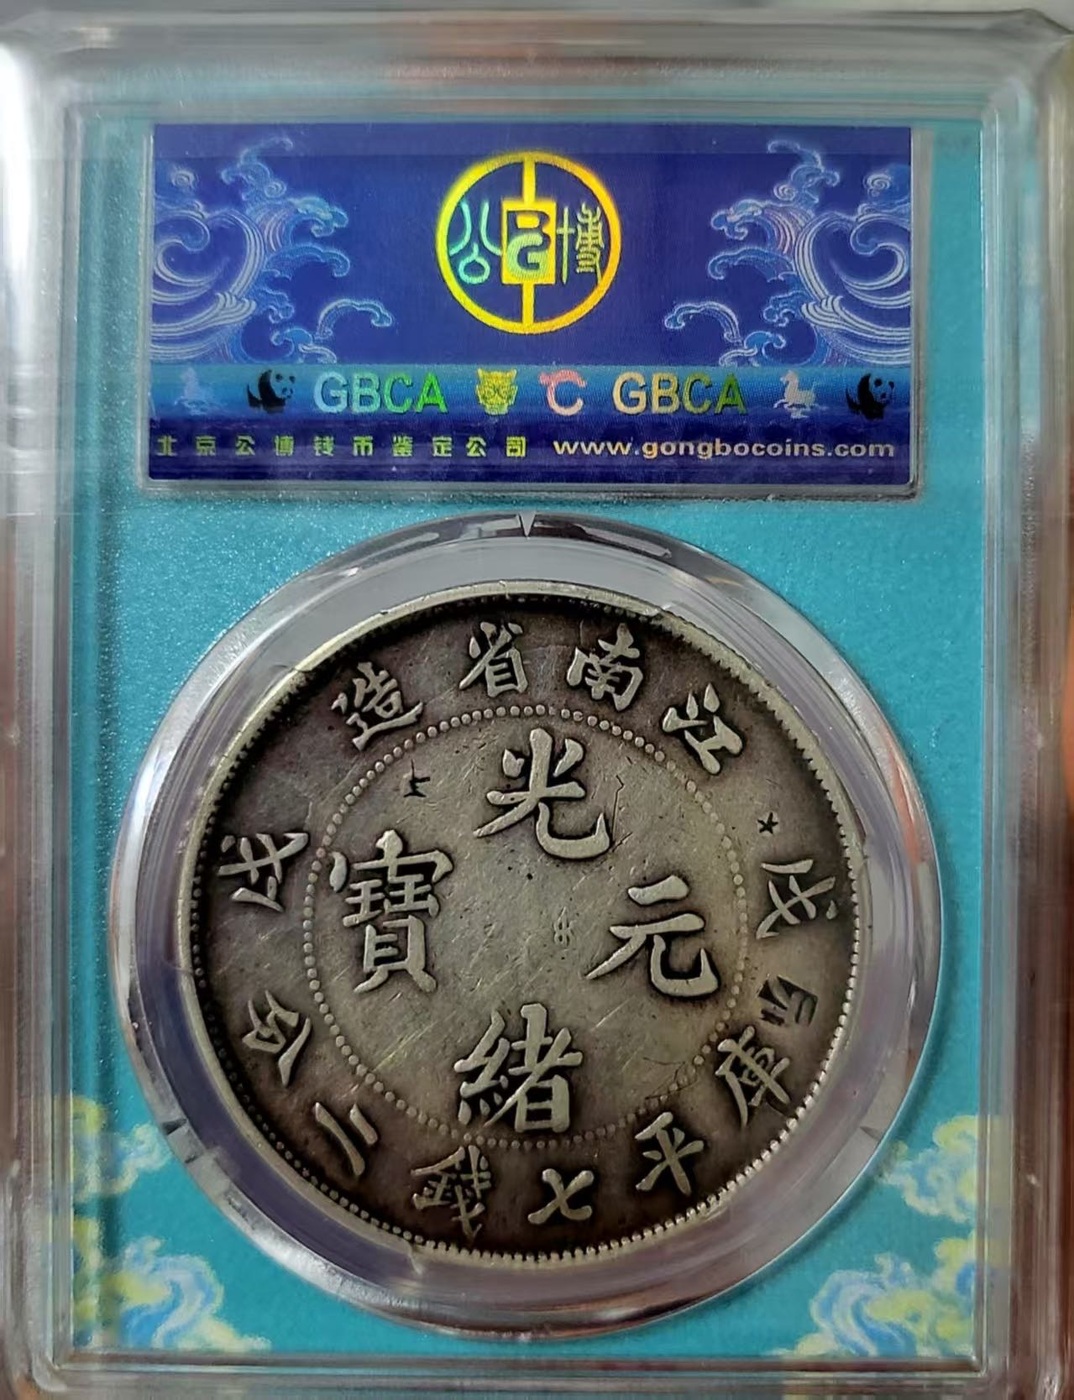 公博
BG
GBCA ℃ GBCA
北京公博钱币鉴定公司 www.gongbocoins.com
江南省造
戊戌
光緒元寶
庫平七錢二分